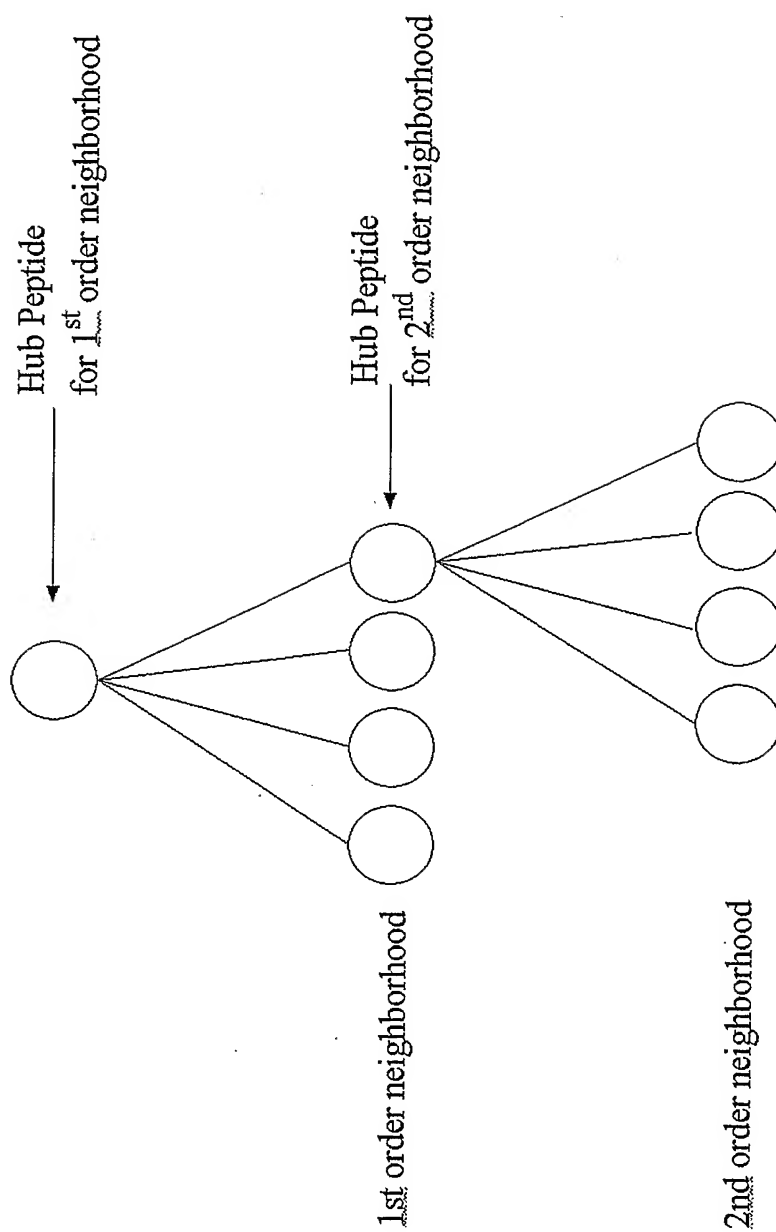 Hub Peptide
for 1st order neighborhood
Hub Peptide
for 2nd order neighborhood
1st order neighborhood
2nd order neighborhood